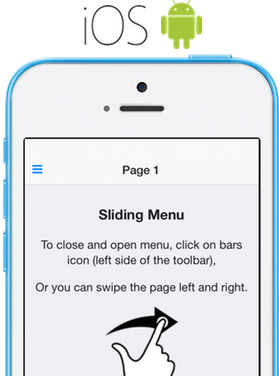 iOS
Page 1
Sliding Menu
To close and open menu, click on bars
icon (left side of the toolbar),
Or you can swipe the page left and right.